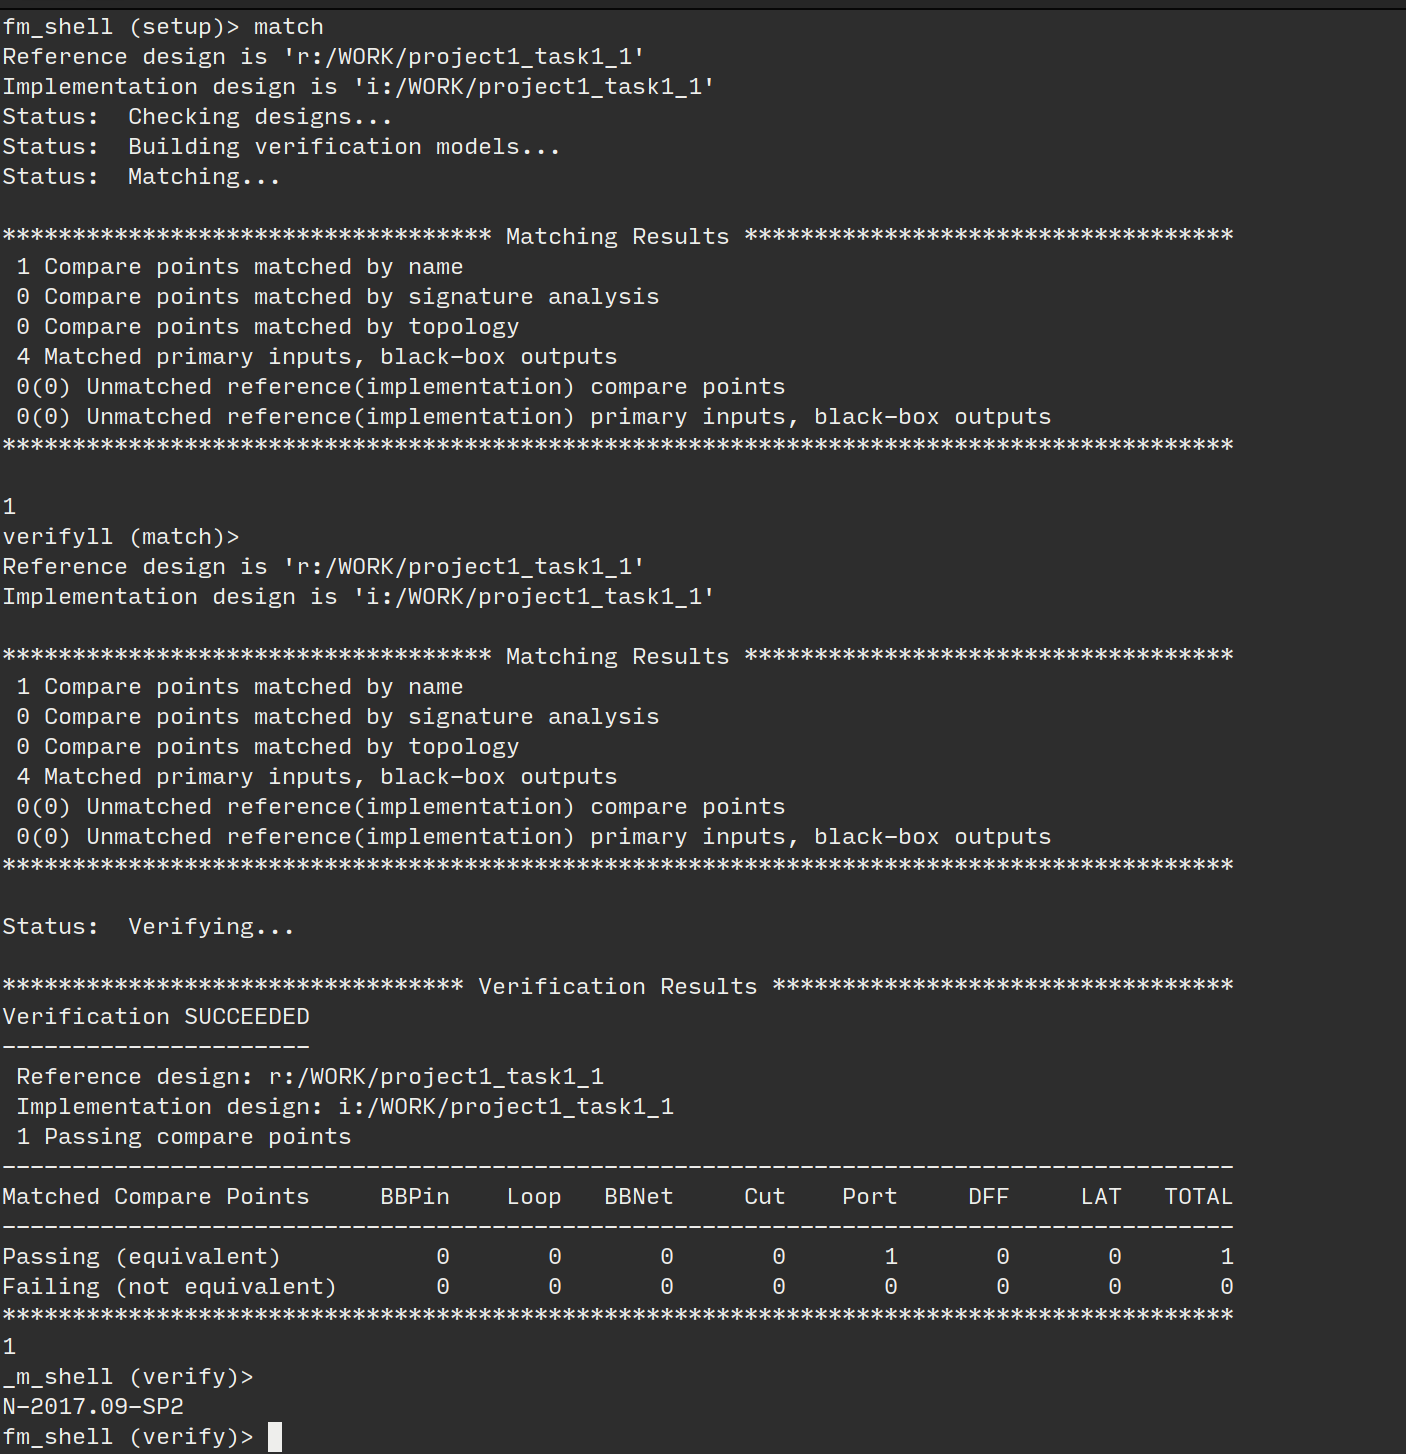 fm_shell (setup)> match
Reference design is 'r:/WORK/project1_task1_1'
Implementation design is 'i:/WORK/project1_task1_1'
Status:  Checking designs...
Status:  Building verification models...
Status:  Matching...
*********************************** Matching Results ***********************************
 1 Compare points matched by name
 0 Compare points matched by signature analysis
 0 Compare points matched by topology
 4 Matched primary inputs, black-box outputs
 0(0) Unmatched reference(implementation) compare points
 0(0) Unmatched reference(implementation) primary inputs, black-box outputs
****************************************************************************************
1
verifyll (match)>
Reference design is 'r:/WORK/project1_task1_1'
Implementation design is 'i:/WORK/project1_task1_1'
*********************************** Matching Results ***********************************
 1 Compare points matched by name
 0 Compare points matched by signature analysis
 0 Compare points matched by topology
 4 Matched primary inputs, black-box outputs
 0(0) Unmatched reference(implementation) compare points
 0(0) Unmatched reference(implementation) primary inputs, black-box outputs
****************************************************************************************
Status:  Verifying...
********************************* Verification Results *********************************
Verification SUCCEEDED
----------------------
 Reference design: r:/WORK/project1_task1_1
 Implementation design: i:/WORK/project1_task1_1
 1 Passing compare points
----------------------------------------------------------------------------------------
Matched Compare Points     BBPin    Loop   BBNet     Cut    Port     DFF     LAT   TOTAL
----------------------------------------------------------------------------------------
Passing (equivalent)           0       0       0       0       1       0       0       1
Failing (not equivalent)       0       0       0       0       0       0       0       0
****************************************************************************************
1
_m_shell (verify)>
N-2017.09-SP2
fm_shell (verify)>